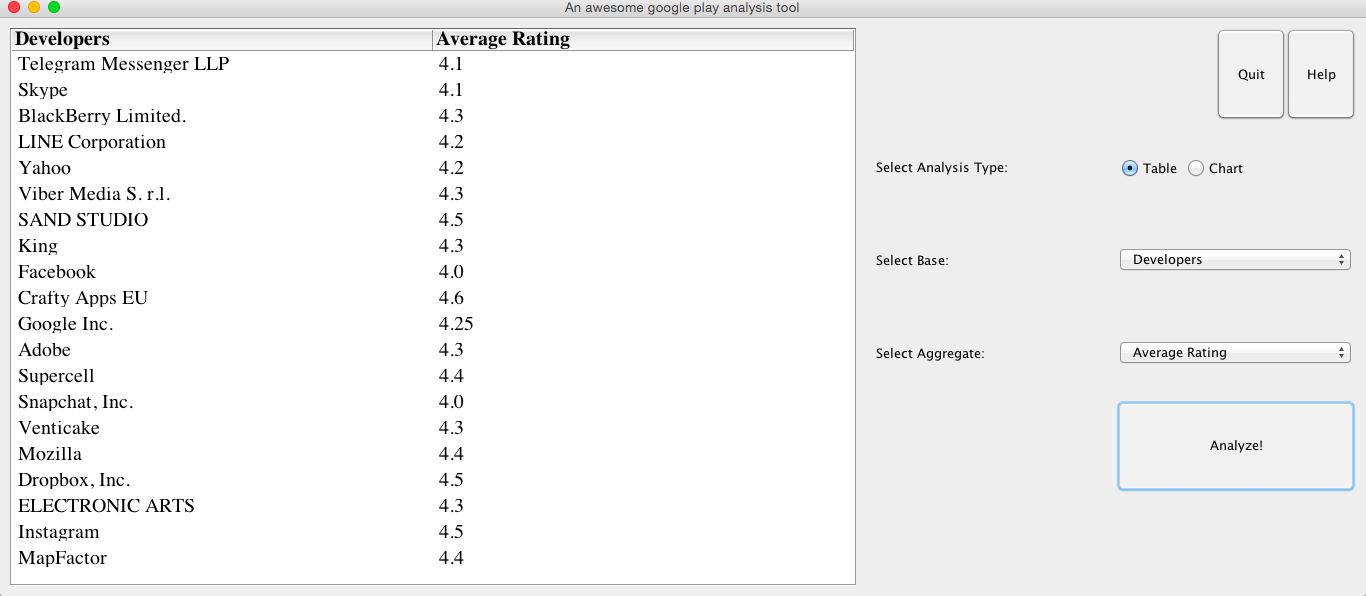 An awesome google play analysis tool
Developers Average Rating
Telegram Messenger LLP 4.1
Skype 4.1
BlackBerry Limited. 4.3
LINE Corporation 4.2
Yahoo 4.2
Viber Media S. r.l. 4.3
SAND STUDIO 4.5
King 4.3
Facebook 4.0
Crafty Apps EU 4.6
Google Inc. 4.25
Adobe 4.3
Supercell 4.4
Snapchat, Inc. 4.0
Venticake 4.3
Mozilla 4.4
Dropbox, Inc. 4.5
ELECTRONIC ARTS 4.3
Instagram 4.5
MapFactor 4.4
Quit Help
Select Analysis Type: Table Chart
Select Base: Developers
Select Aggregate: Average Rating
Analyze!